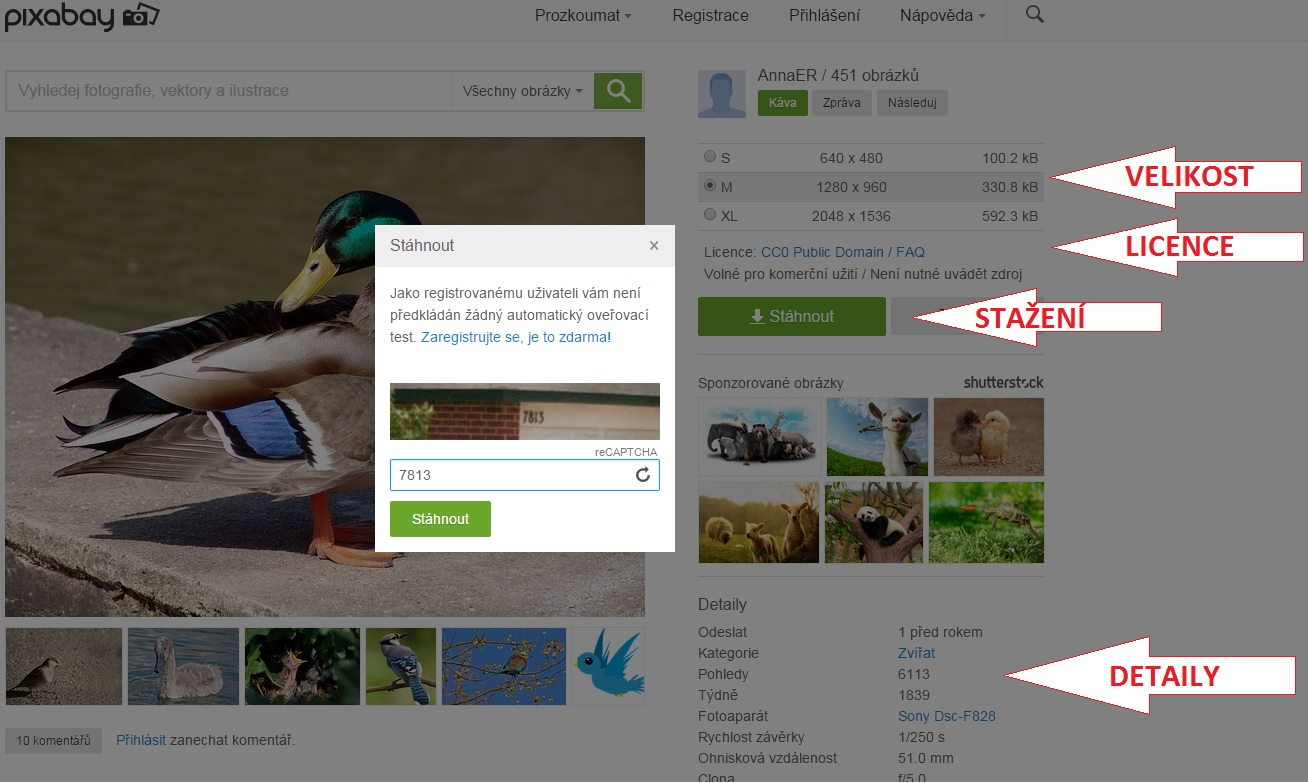 pixabay
Prozkoumat
Registrace
Přihlášení
Nápověda
Vyhledej fotografie, vektory a ilustrace
Všechny obrázky
AnnaER / 451 obrázků
Káva
Zpráva
Následuj
S 640 x 480 100.2 kB
M 1280 x 960 330.8 kB
XL 2048 x 1536 592.3 kB
VELIKOST
Licence: CC0 Public Domain / FAQ
Volné pro komerční užití / Není nutné uvádět zdroj
LICENCE
Stáhnout
STAŽENÍ
Stáhnout
×
Jako registrovanému uživateli vám není
předkládán žádný automatický oveřovací
test. Zaregistrujte se, je to zdarma!
7813
reCAPTCHA
7813
Stáhnout
Sponzorované obrázky
shutterstock
Detaily
Odeslat 1 před rokem
Kategorie Zvířat
Pohledy 6113
Týdně 1839
Fotoaparát Sony Dsc-F828
Rychlost závěrky 1/250 s
Ohnisková vzdálenost 51.0 mm
Clona f/5.0
DETAILY
10 komentářů
Přihlásit zanechat komentář.